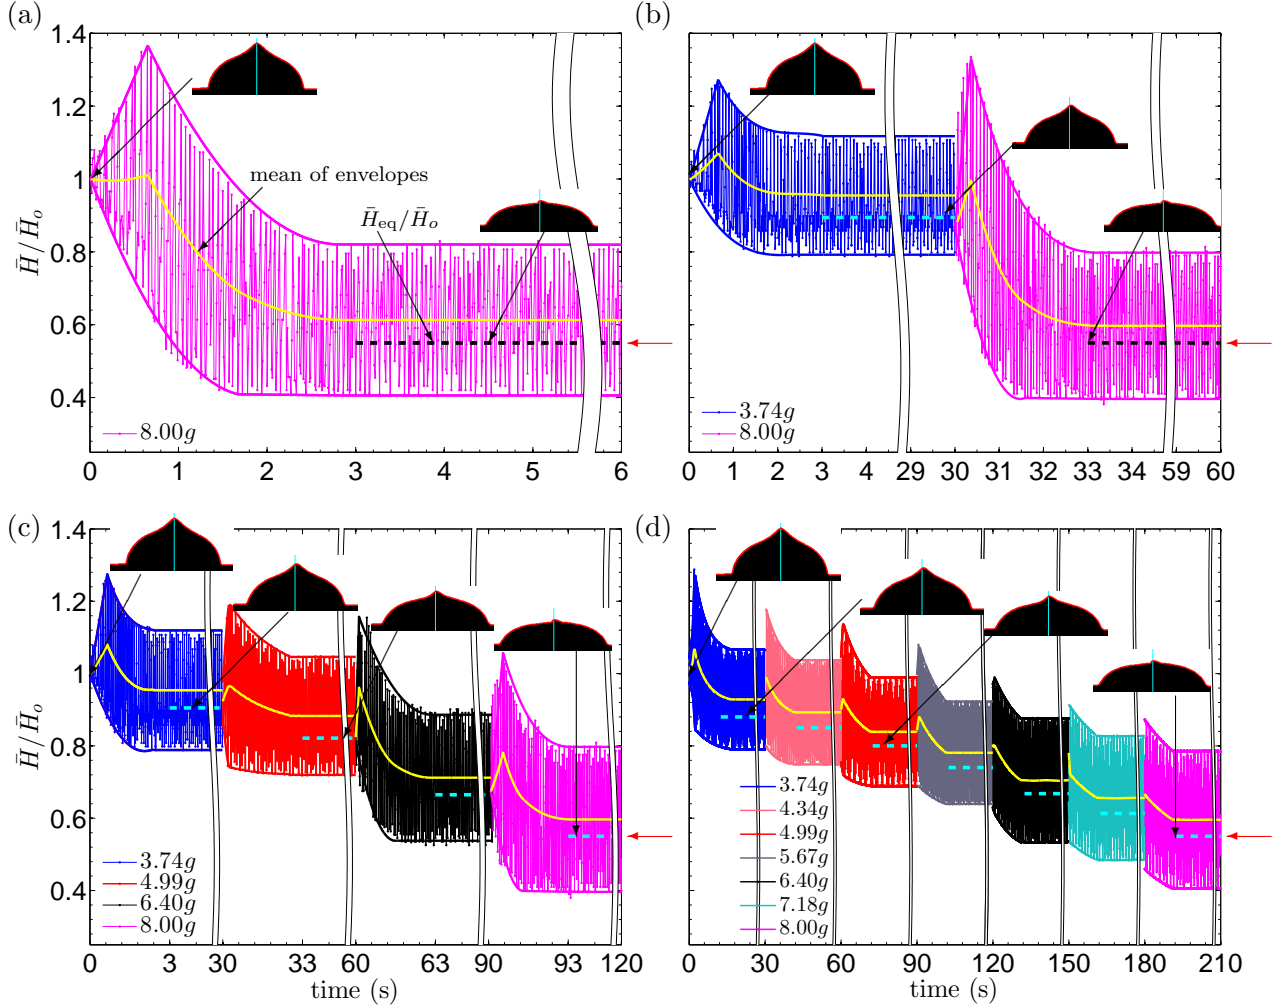 (a)
1.4
1.2
1
0.8
0.6
0.4
H̄/H̄ₒ
mean of envelopes
H̄eq/H̄ₒ
8.00g
0 1 2 3 4 5 6
(b)
3.74g
8.00g
0 1 2 3 4 29 30 31 32 33 34 59 60
(c)
1.4
1.2
1
0.8
0.6
0.4
H̄/H̄ₒ
3.74g
4.99g
6.40g
8.00g
0 3 30 33 60 63 90 93 120
time (s)
(d)
3.74g
4.34g
4.99g
5.67g
6.40g
7.18g
8.00g
0 30 60 90 120 150 180 210
time (s)